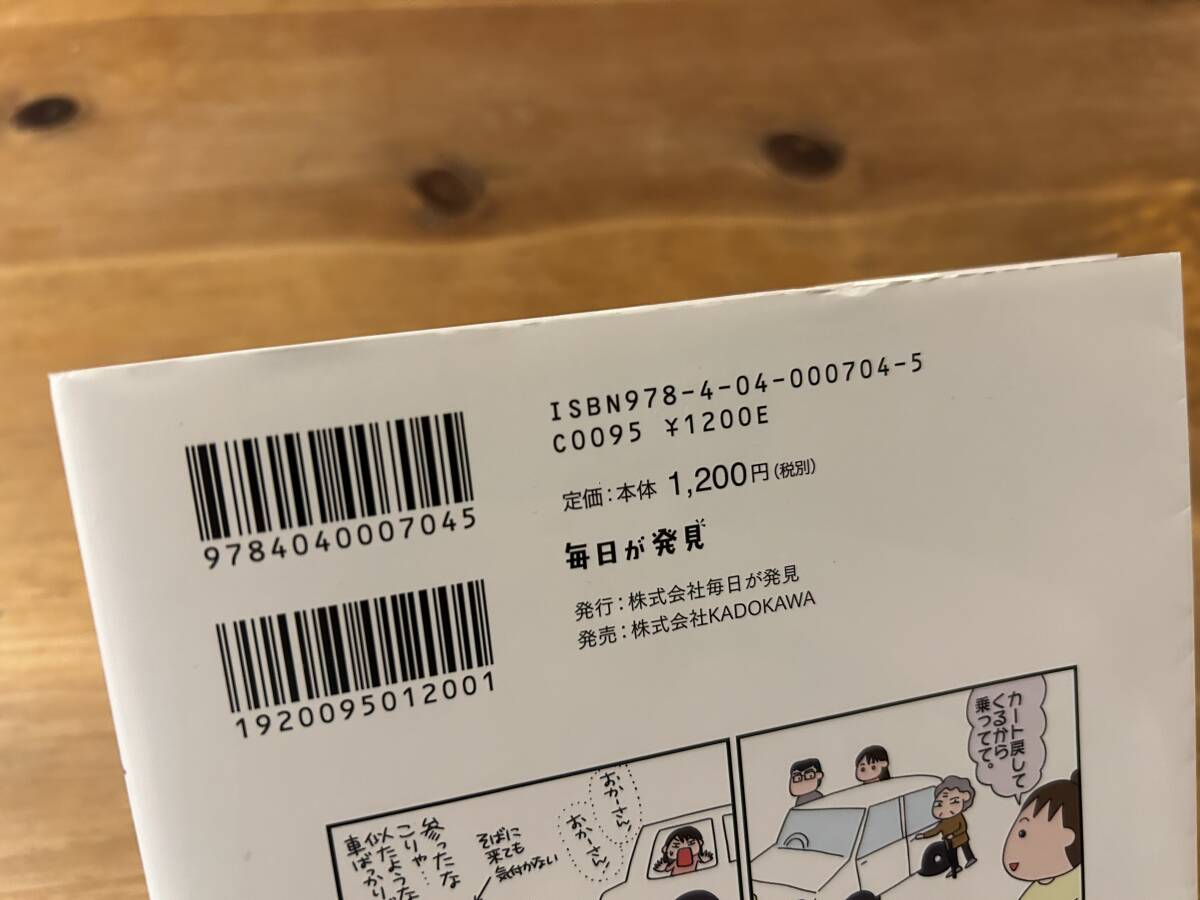 ISBN978-4-04-000704-5
C0095 ¥1200E
定価：本体 1,200円（税別）
毎日が発見
発行：株式会社毎日が発見
発売：株式会社KADOKAWA
9784040007045
1920095012001
カート戻して
くるから
乗ってて。
おかーさん
おかーさん
そばに
来ても
気付かない
参ったな
こりゃ…
似たような
車ばっかり